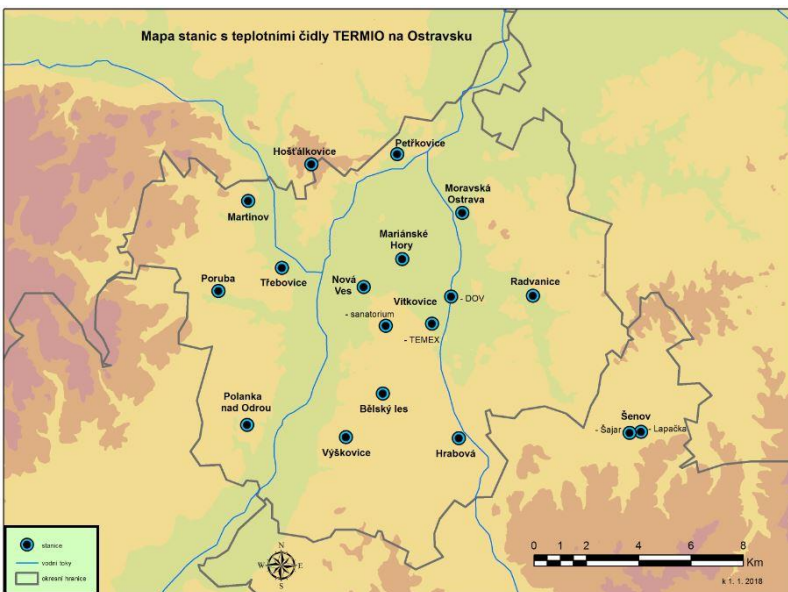 Mapa stanic s teplotními čidly TERMIO na Ostravsku
Hošťálkovice
Petřkovice
Martinov
Moravská
Ostrava
Mariánské
Hory
Třebovice
Poruba
Nová
Ves
Vítkovice
- DOV
Radvanice
- sanatorium
- TEMEX
Polanka
nad Odrou
Bělský les
Výškovice
Hrabová
Šenov
- Šajar
- Lapačka
stanice
vodní toky
okresní hranice
N
W
E
S
0 1 2 4 6 8
Km
k 1. 1. 2018